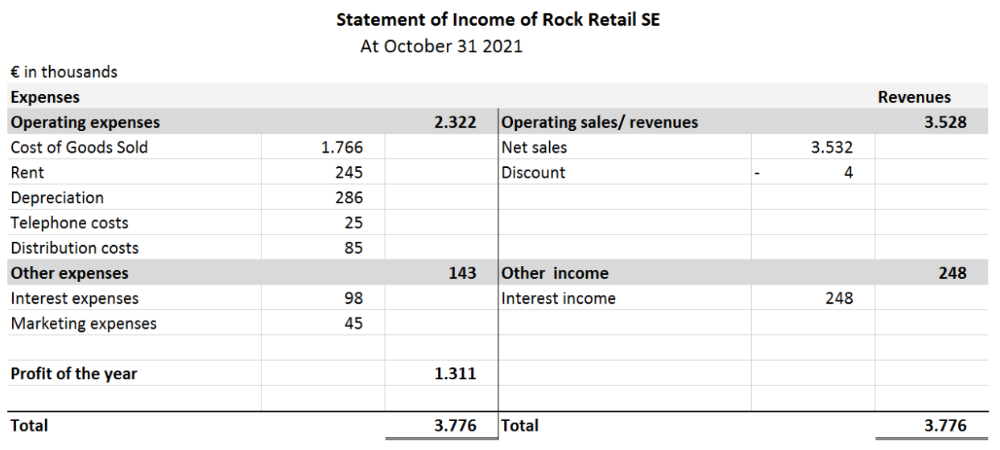 Statement of Income of Rock Retail SE
At October 31 2021
€ in thousands
Expenses Revenues
Operating expenses 2.322 Operating sales/ revenues 3.528
Cost of Goods Sold 1.766 Net sales 3.532
Rent 245 Discount - 4
Depreciation 286
Telephone costs 25
Distribution costs 85
Other expenses 143 Other income 248
Interest expenses 98 Interest income 248
Marketing expenses 45
Profit of the year 1.311
Total 3.776 Total 3.776